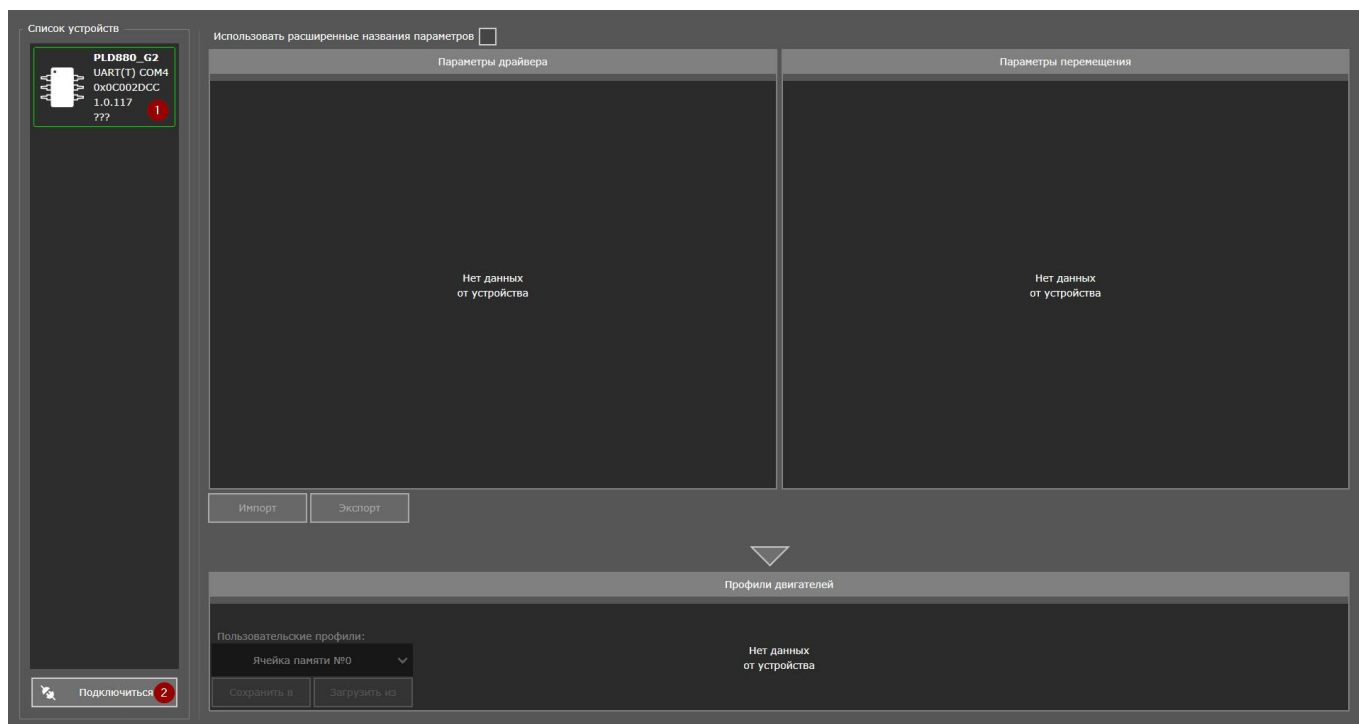 Список устройств
PLD880_G2
UART(T) COM4
0x0C002DCC
1.0.117
???
1
Подключиться
2
Использовать расширенные названия параметров
Параметры драйвера
Нет данных
от устройства
Параметры перемещения
Нет данных
от устройства
Импорт
Экспорт
Профили двигателей
Пользовательские профили:
Ячейка памяти №0
Сохранить в
Загрузить из
Нет данных
от устройства